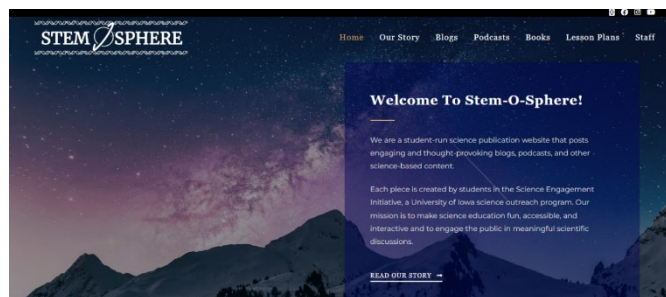 STEM SPHERE
Home Our Story Blogs Podcasts Books Lesson Plans Staff
Welcome To Stem-O-Sphere!
We are a student-run science publication website that posts
engaging and thought-provoking blogs, podcasts, and other
science-based content.
Each piece is created by students in the Science Engagement
Initiative, a University of Iowa science outreach program. Our
mission is to make science education fun, accessible, and
interactive and to engage the public in meaningful scientific
discussions.
READ OUR STORY →